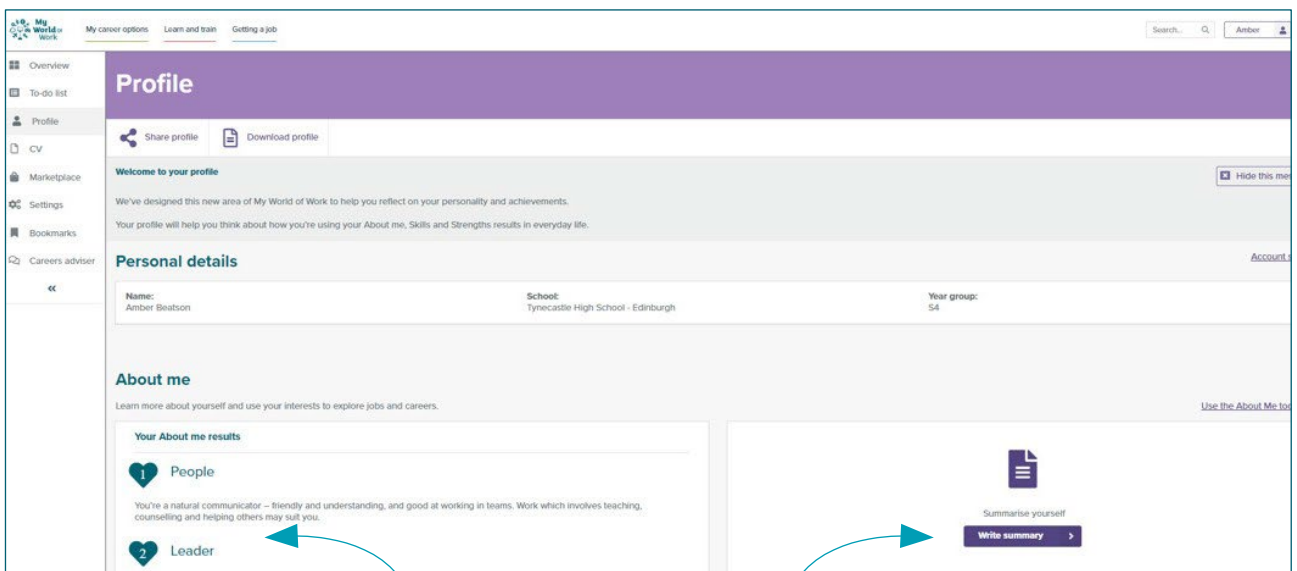 My
World of
Work
My career options Learn and train Getting a job
Search... Amber
Overview
To-do list
Profile
CV
Marketplace
Settings
Bookmarks
Careers adviser
«
Profile
Share profile Download profile
Welcome to your profile
Hide this mes
We've designed this new area of My World of Work to help you reflect on your personality and achievements.
Your profile will help you think about how you're using your About me, Skills and Strengths results in everyday life.
Personal details
Account s
Name: School: Year group:
Amber Beatson Tynecastle High School - Edinburgh S4
About me
Learn more about yourself and use your interests to explore jobs and careers.
Use the About Me too
Your About me results
1 People
You're a natural communicator – friendly and understanding, and good at working in teams. Work which involves teaching,
counselling and helping others may suit you.
2 Leader
Summarise yourself
Write summary >